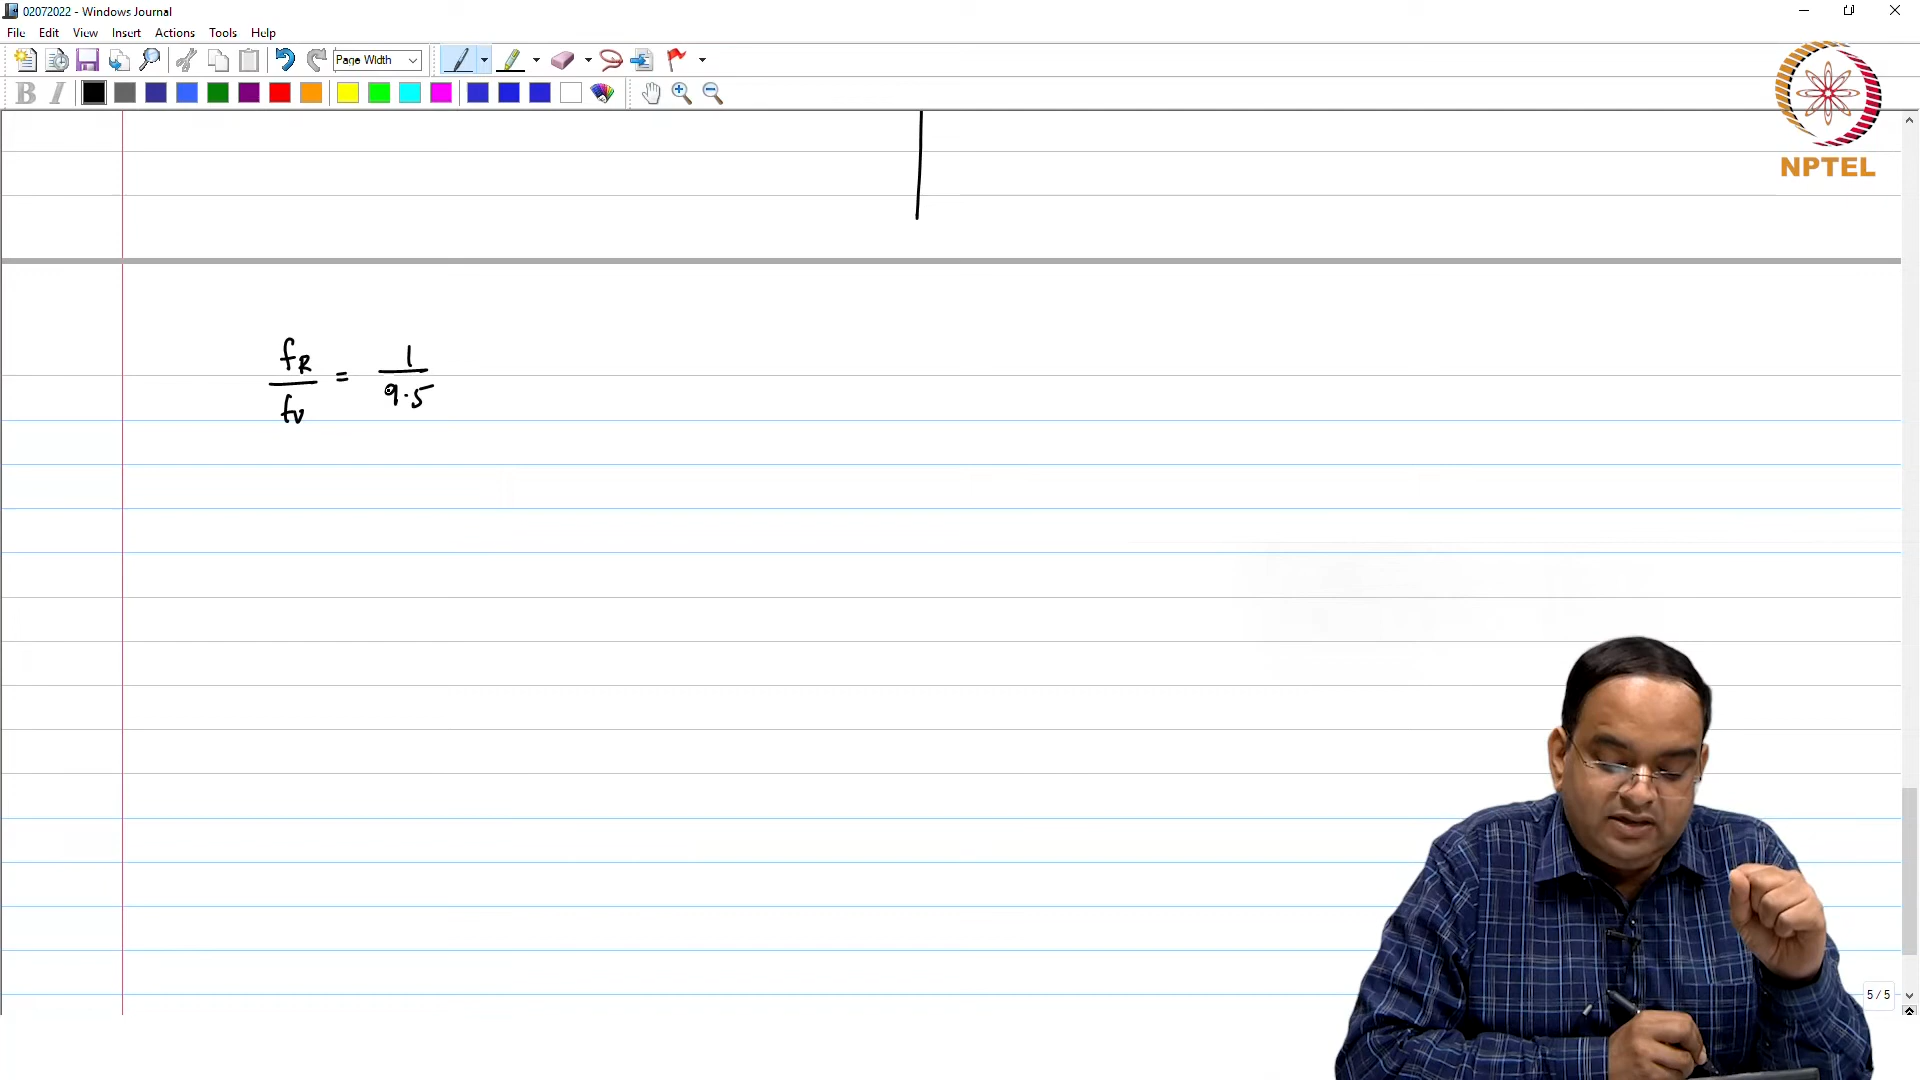 02072022 - Windows Journal
File Edit View Insert Actions Tools Help
Page Width
B I
NPTEL
fR/fv = 1/9.5
5 / 5